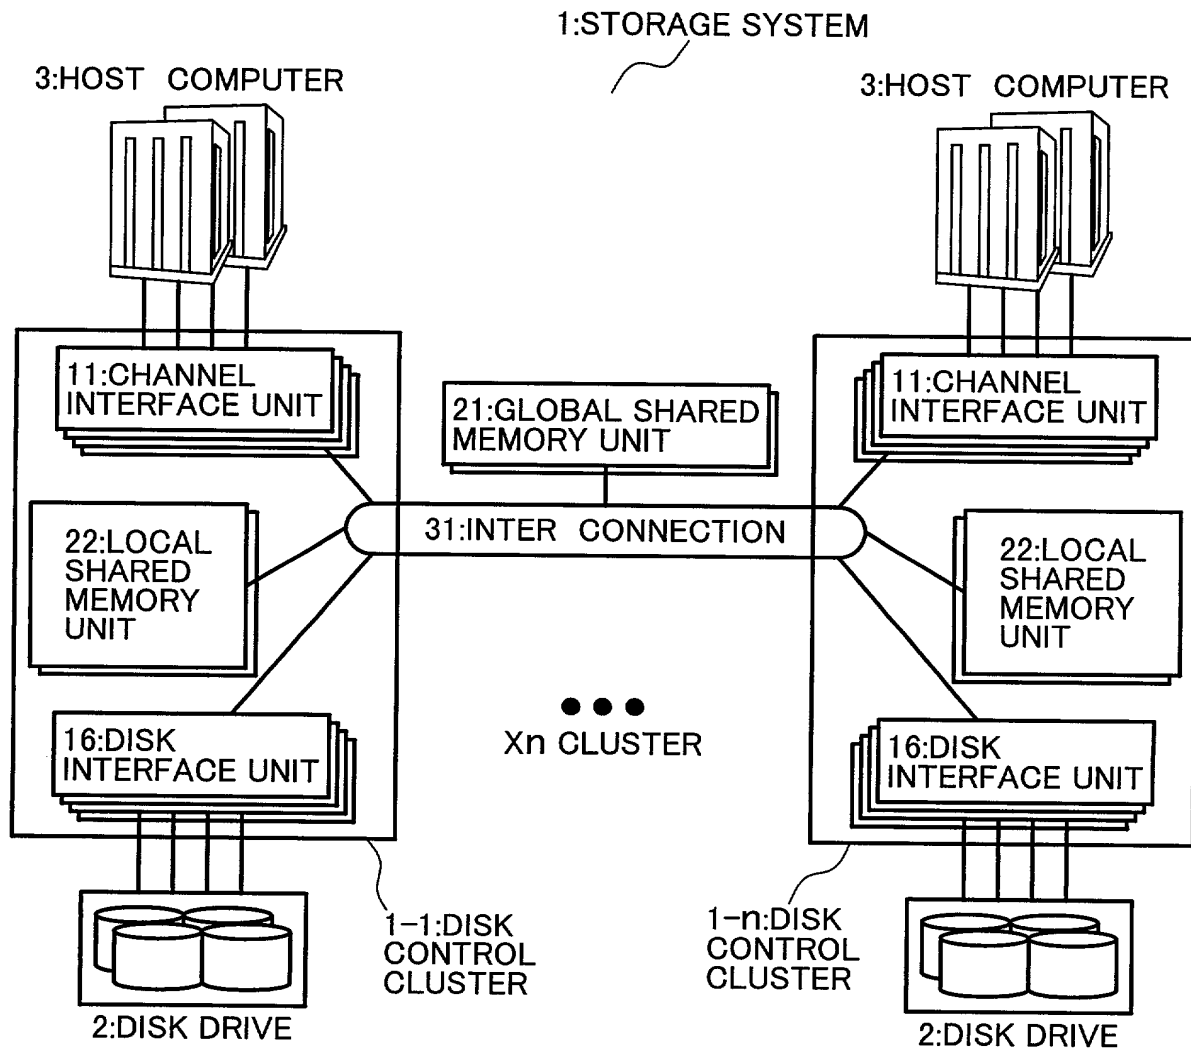 1:STORAGE SYSTEM
3:HOST COMPUTER
3:HOST COMPUTER
11:CHANNEL
INTERFACE UNIT
21:GLOBAL SHARED
MEMORY UNIT
11:CHANNEL
INTERFACE UNIT
31:INTER CONNECTION
22:LOCAL
SHARED
MEMORY
UNIT
22:LOCAL
SHARED
MEMORY
UNIT
16:DISK
INTERFACE UNIT
Xn CLUSTER
16:DISK
INTERFACE UNIT
1-1:DISK
CONTROL
CLUSTER
1-n:DISK
CONTROL
CLUSTER
2:DISK DRIVE
2:DISK DRIVE